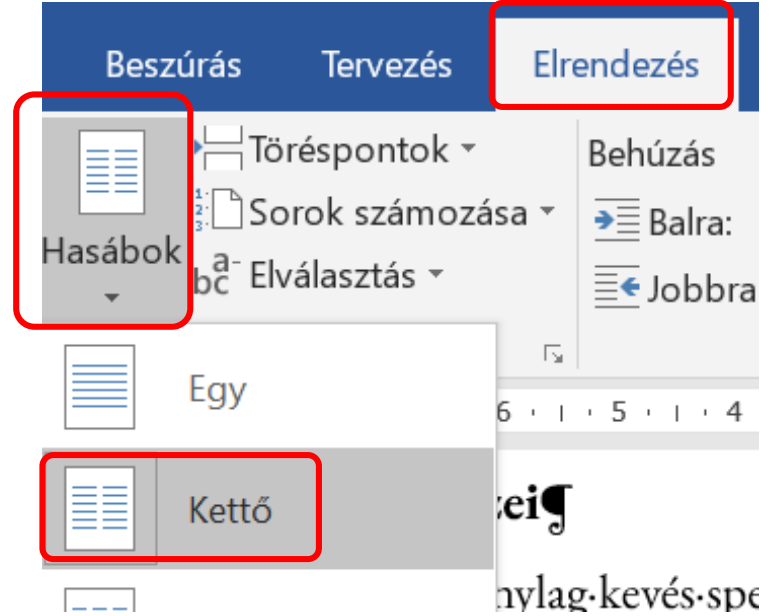 Beszúrás Tervezés Elrendezés
Töréspontok Behúzás
Sorok számozása Balra:
Hasábok
Elválasztás Jobbra
Egy
6 5 4
Kettő
zei¶
nylag·kevés·spe